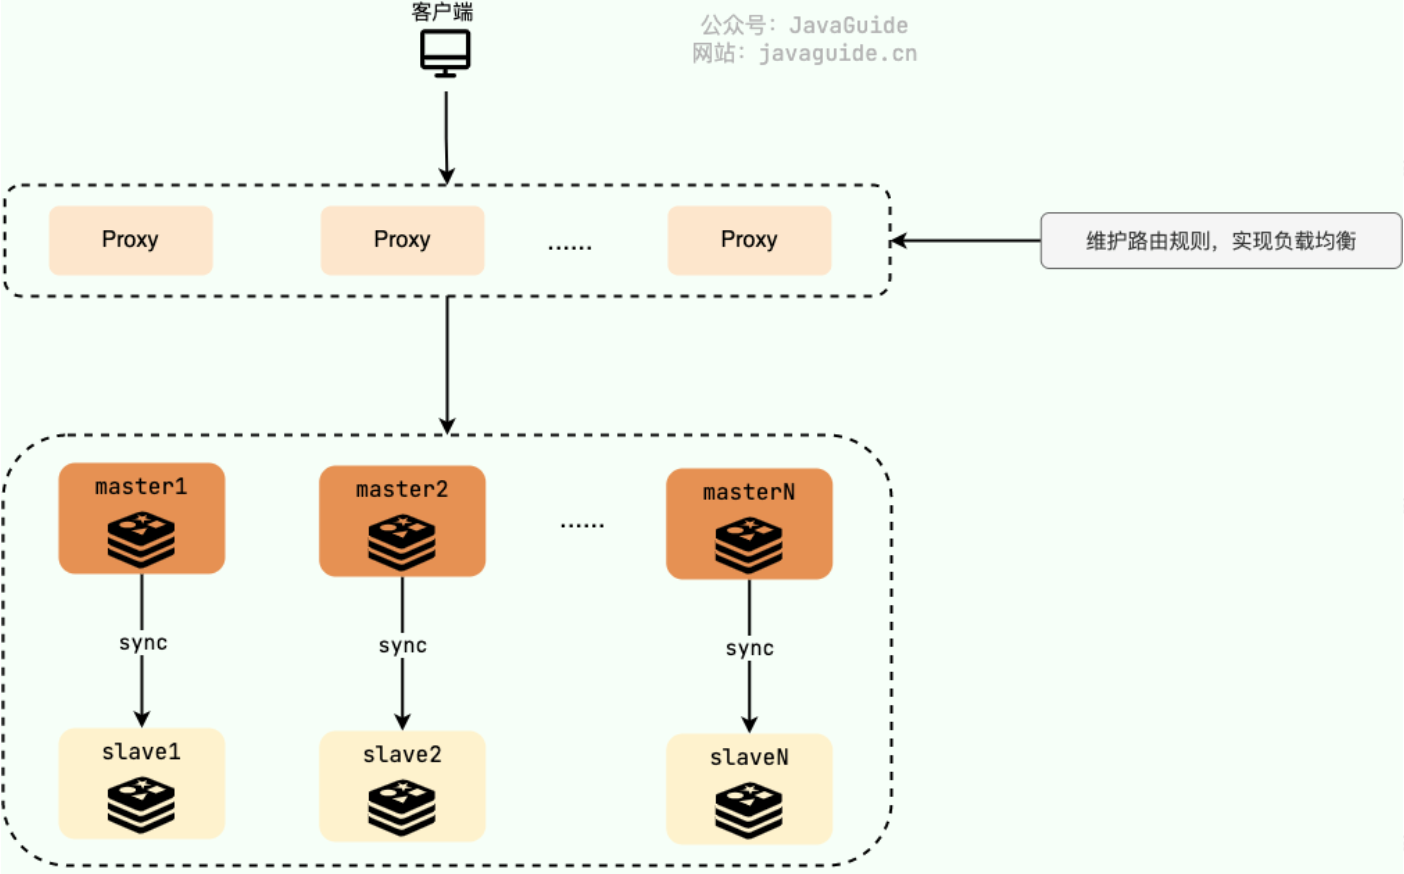 客户端
公众号：JavaGuide
网站：javaguide.cn
Proxy
Proxy
......
Proxy
维护路由规则，实现负载均衡
master1
master2
......
masterN
sync
sync
sync
slave1
slave2
slaveN